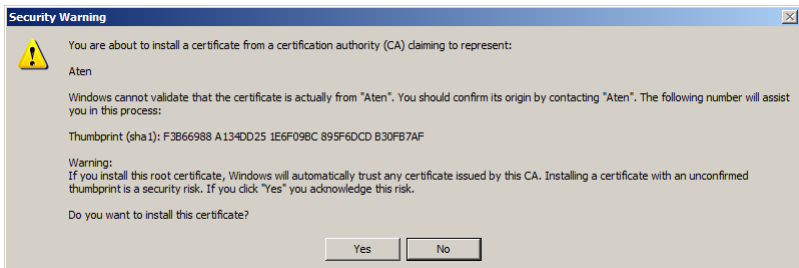 Security Warning
You are about to install a certificate from a certification authority (CA) claiming to represent:
Aten
Windows cannot validate that the certificate is actually from "Aten". You should confirm its origin by contacting "Aten". The following number will assist
you in this process:
Thumbprint (sha1): F3B66988 A134DD25 1E6F09BC 895F6DCD B30FB7AF
Warning:
If you install this root certificate, Windows will automatically trust any certificate issued by this CA. Installing a certificate with an unconfirmed
thumbprint is a security risk. If you click "Yes" you acknowledge this risk.
Do you want to install this certificate?
Yes No